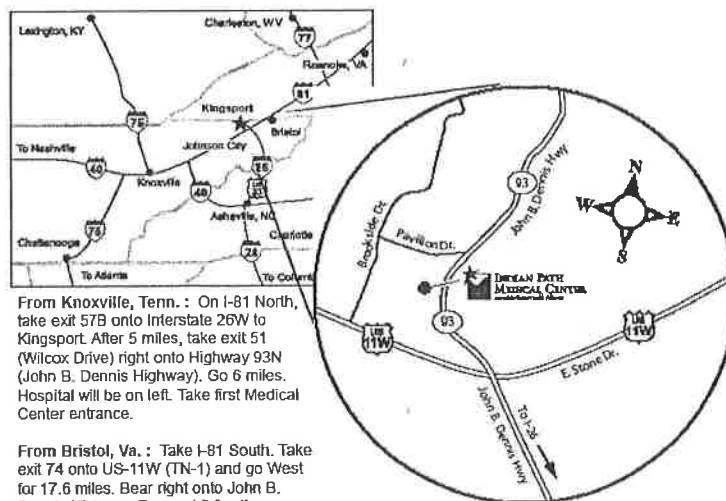 Lexington, KY
Charleston, WV
77
Roanoke, VA
81
Kingsport
75
Bristol
To Nashville
Johnson City
40
Knoxville
40
26
Asheville, NC
Chattanooga
75
Charlotte
26
To Atlanta
To Columbia
From Knoxville, Tenn. : On I-81 North,
take exit 57B onto Interstate 26W to
Kingsport. After 5 miles, take exit 51
(Wilcox Drive) right onto Highway 93N
(John B. Dennis Highway). Go 6 miles.
Hospital will be on left. Take first Medical
Center entrance.
From Bristol, Va. : Take I-81 South. Take
exit 74 onto US-11W (TN-1) and go West
for 17.6 miles. Bear right onto John B.
93
John B. Dennis Hwy
Brookside Dr.
Pavilion Dr.
N
W
E
S
INDIAN PATH
MEDICAL CENTER
93
US
11W
US
11W
E. Stone Dr.
John B. Dennis Hwy
To I-26